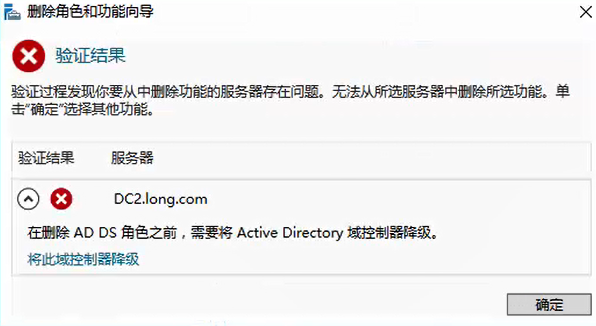 删除角色和功能向导
验证结果
验证过程发现你要从中删除功能的服务器存在问题。无法从所选服务器中删除所选功能。单
击"确定"选择其他功能。
验证结果 服务器
DC2.long.com
在删除 AD DS 角色之前，需要将 Active Directory 域控制器降级。
将此域控制器降级
确定